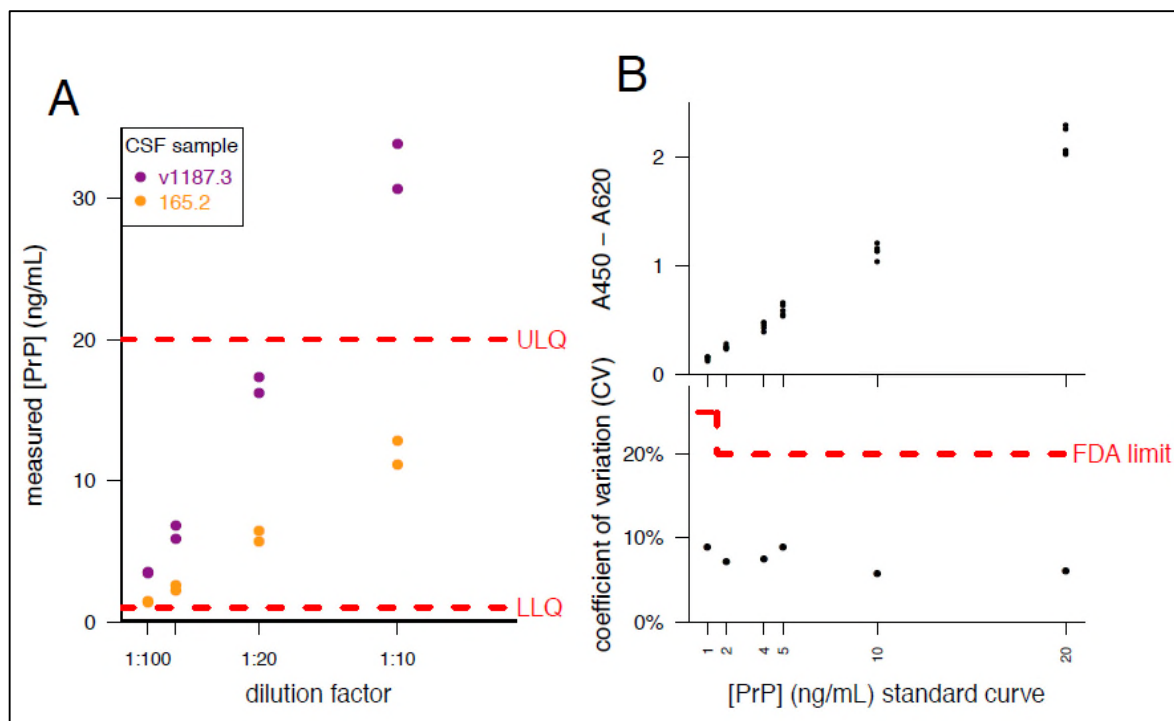 A
CSF sample
v1187.3
165.2
measured [PrP] (ng/mL)
30
20
10
0
ULQ
LLQ
1:100
1:20
1:10
dilution factor
B
A450 – A620
2
1
0
coefficient of variation (CV)
20%
10%
0%
FDA limit
1
2
4
5
10
20
[PrP] (ng/mL) standard curve